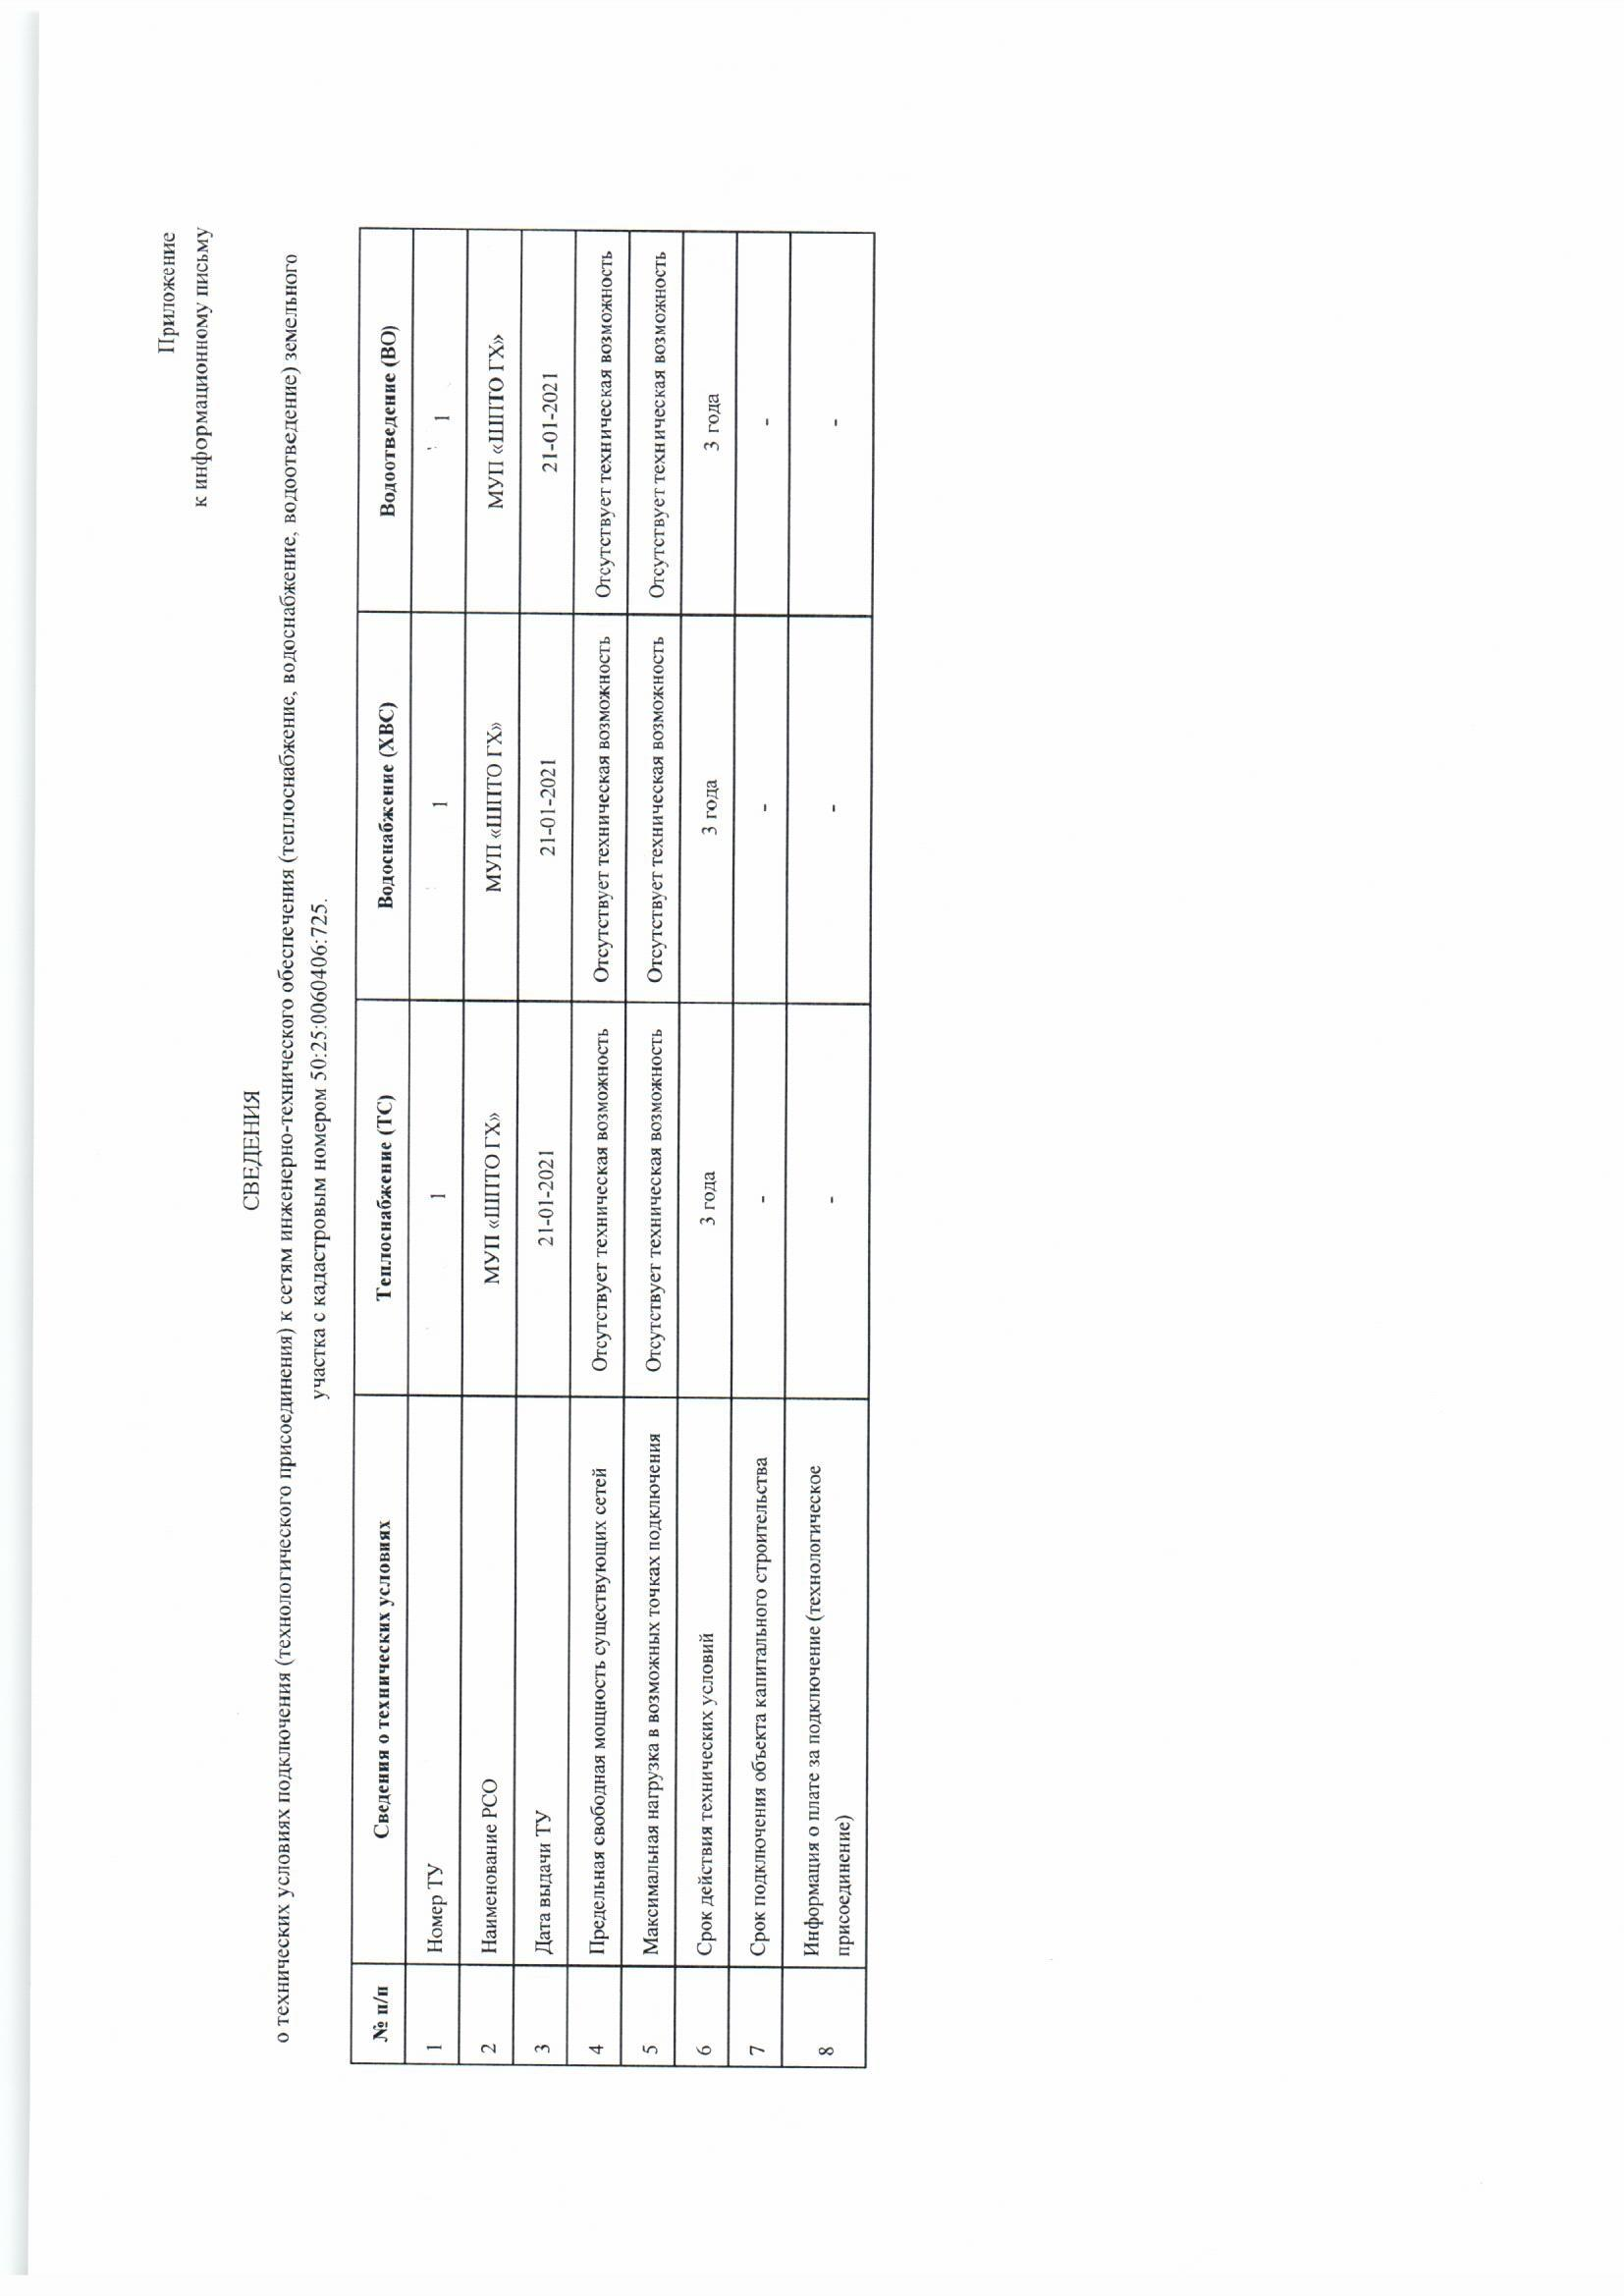 Приложение
к информационному письму
СВЕДЕНИЯ
о технических условиях подключения (технологического присоединения) к сетям инженерно-технического обеспечения (теплоснабжение, водоснабжение, водоотведение) земельного
участка с кадастровым номером 50:25:0060406:725.
№ п/п Сведения о технических условиях Теплоснабжение (ТС) Водоснабжение (ХВС) Водоотведение (ВО)
1 Номер ТУ 1 1 1
2 Наименование РСО МУП «ШПТО ГХ» МУП «ШПТО ГХ» МУП «ШПТО ГХ»
3 Дата выдачи ТУ 21-01-2021 21-01-2021 21-01-2021
4 Предельная свободная мощность существующих сетей Отсутствует техническая возможность Отсутствует техническая возможность Отсутствует техническая возможность
5 Максимальная нагрузка в возможных точках подключения Отсутствует техническая возможность Отсутствует техническая возможность Отсутствует техническая возможность
6 Срок действия технических условий 3 года 3 года 3 года
7 Срок подключения объекта капитального строительства - - -
8 Информация о плате за подключение (технологическое - - -
присоединение)